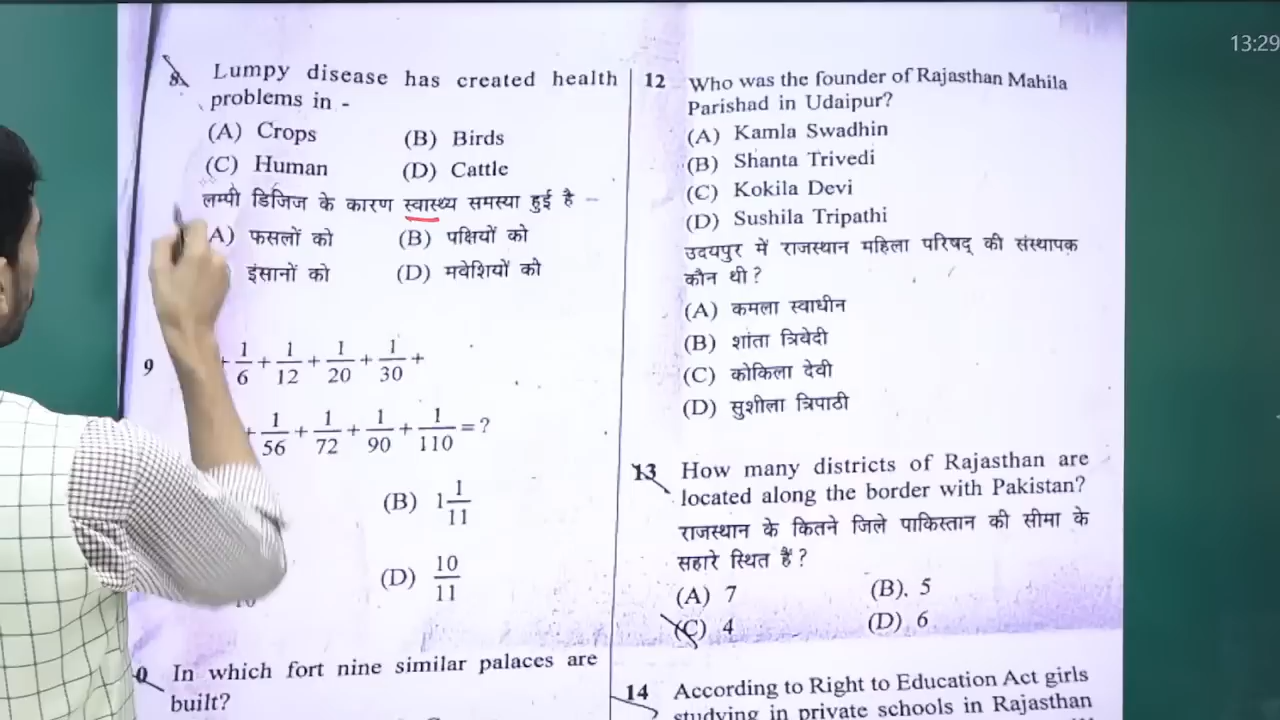 13:29
8 Lumpy disease has created health
problems in -
(A) Crops (B) Birds
(C) Human (D) Cattle
लम्पी डिजिज के कारण स्वास्थ्य समस्या हुई है –
A) फसलों को (B) पक्षियों को
इंसानों को (D) मवेशियों को
9 + 1/6 + 1/12 + 1/20 + 1/30 +
+ 1/56 + 1/72 + 1/90 + 1/110 = ?
(B) 1 1/11
(D) 10/11
10
0 In which fort nine similar palaces are
built?
12 Who was the founder of Rajasthan Mahila
Parishad in Udaipur?
(A) Kamla Swadhin
(B) Shanta Trivedi
(C) Kokila Devi
(D) Sushila Tripathi
उदयपुर में राजस्थान महिला परिषद् की संस्थापक
कौन थी ?
(A) कमला स्वाधीन
(B) शांता त्रिवेदी
(C) कोकिला देवी
(D) सुशीला त्रिपाठी
13 How many districts of Rajasthan are
located along the border with Pakistan?
राजस्थान के कितने जिले पाकिस्तान की सीमा के
सहारे स्थित हैं ?
(A) 7 (B). 5
(C) 4 (D) 6
14 According to Right to Education Act girls
studying in private schools in Rajasthan